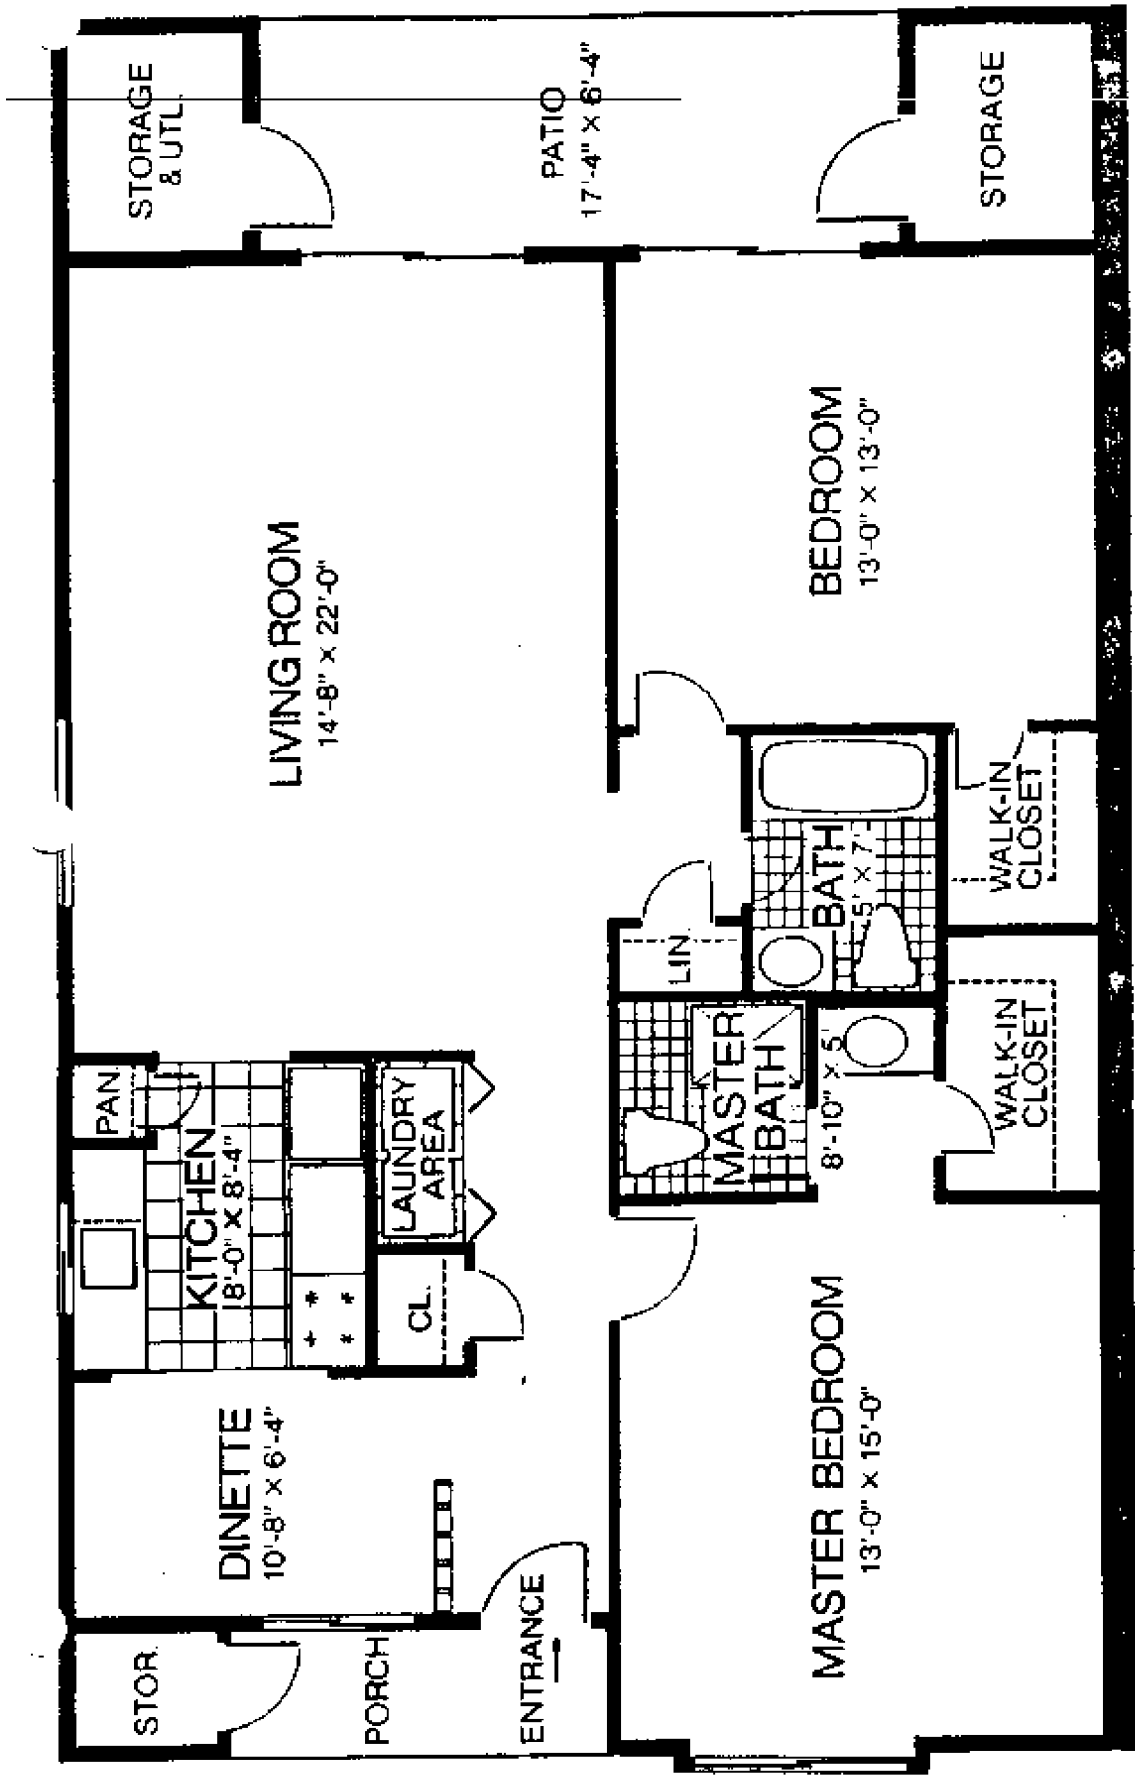 STORAGE
& UTL.
PATIO
17'-4" X 6'-4"
STORAGE
LIVING ROOM
14'-8" X 22'-0"
BEDROOM
13'-0" X 13'-0"
PAN
KITCHEN
8'-0" X 8'-4"
LAUNDRY
AREA
CL.
LIN
BATH
5' X 7'
WALK-IN
CLOSET
MASTER
BATH
8'-10" X 5'
WALK-IN
CLOSET
DINETTE
10'-8" X 6'-4"
MASTER BEDROOM
13'-0" X 15'-0"
STOR.
PORCH
ENTRANCE